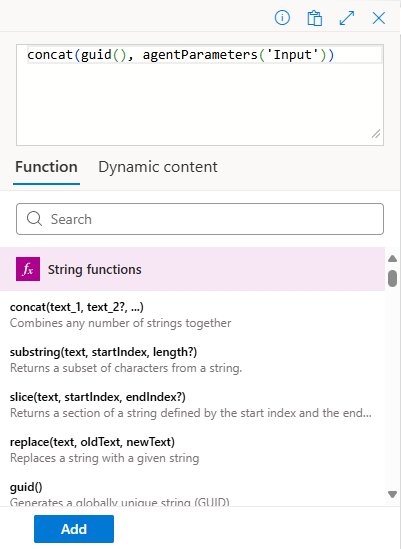 concat(guid(), agentParameters('Input'))
Function Dynamic content
Search
fx String functions
concat(text_1, text_2?, ...)
Combines any number of strings together
substring(text, startIndex, length?)
Returns a subset of characters from a string.
slice(text, startIndex, endIndex?)
Returns a section of a string defined by the start index and the end...
replace(text, oldText, newText)
Replaces a string with a given string
guid()
Generates a globally unique string (GUID)
Add